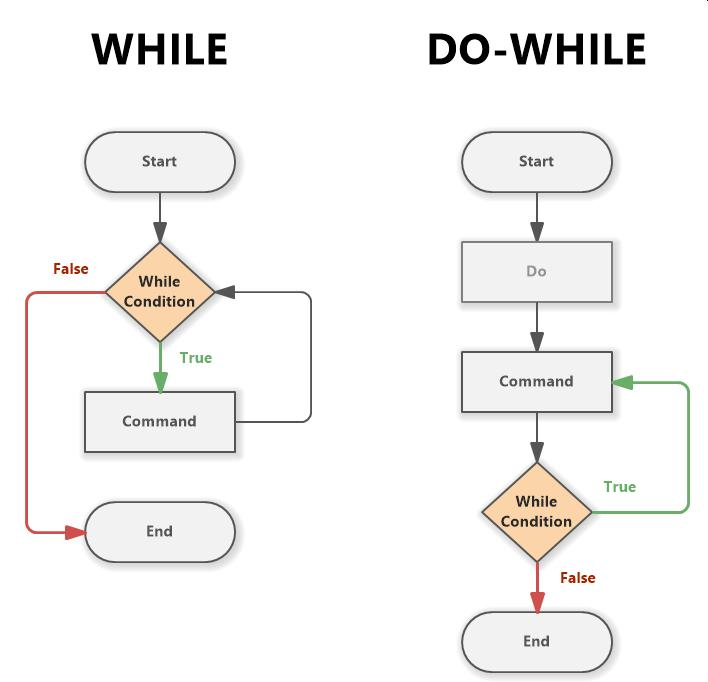 WHILE
Start
False
While
Condition
True
Command
End
DO-WHILE
Start
Do
Command
While
Condition
True
False
End